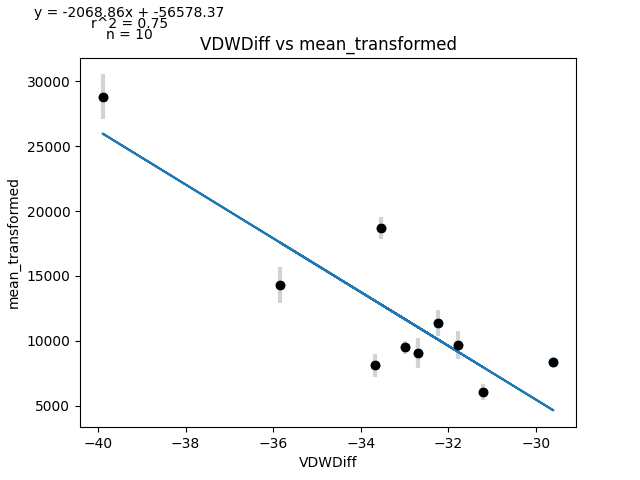 y = -2068.86x + -56578.37
r^2 = 0.75
n = 10
VDWDiff vs mean_transformed
30000
25000
20000
15000
10000
5000
mean_transformed
−40
−38
−36
−34
−32
−30
VDWDiff